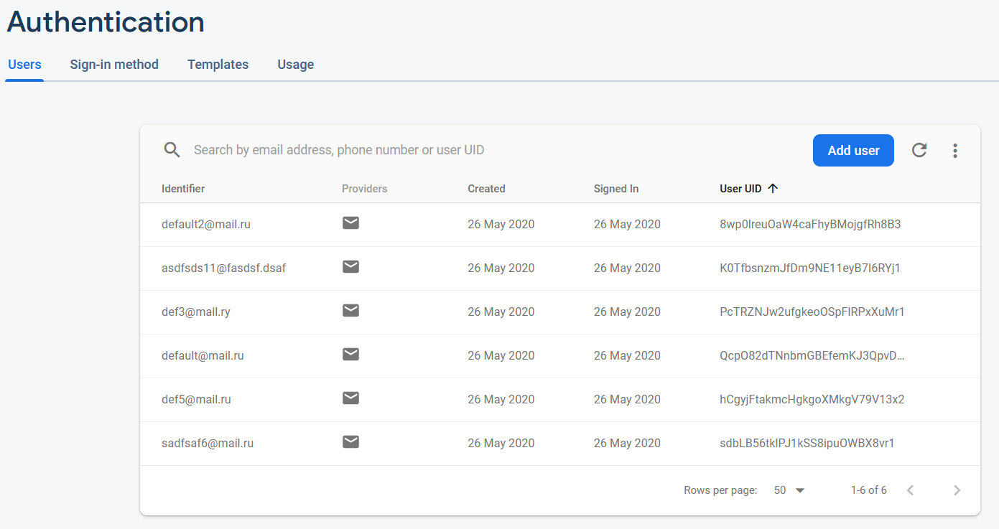 Authentication
Users Sign-in method Templates Usage
Search by email address, phone number or user UID Add user
Identifier Providers Created Signed In User UID
default2@mail.ru 26 May 2020 26 May 2020 8wp0lreuOaW4caFhyBMojgfRh8B3
asdfsds11@fasdsf.dsaf 26 May 2020 26 May 2020 K0TfbsnzmJfDm9NE11eyB7I6RYj1
def3@mail.ry 26 May 2020 26 May 2020 PcTRZNJw2ufgkeoOSpFlRPxXuMr1
default@mail.ru 26 May 2020 26 May 2020 QcpO82dTNnbmGBEfemKJ3QpvD...
def5@mail.ru 26 May 2020 26 May 2020 hCgyjFtakmcHgkgoXMkgV79V13x2
sadfsaf6@mail.ru 26 May 2020 26 May 2020 sdbLB56tklPJ1kSS8ipuOWBX8vr1
Rows per page: 50 1-6 of 6